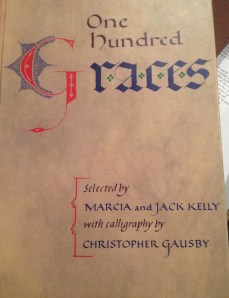 One
hundred
Graces
Selected by
MARCIA and JACK KELLY
with calligraphy by
CHRISTOPHER GAUSBY